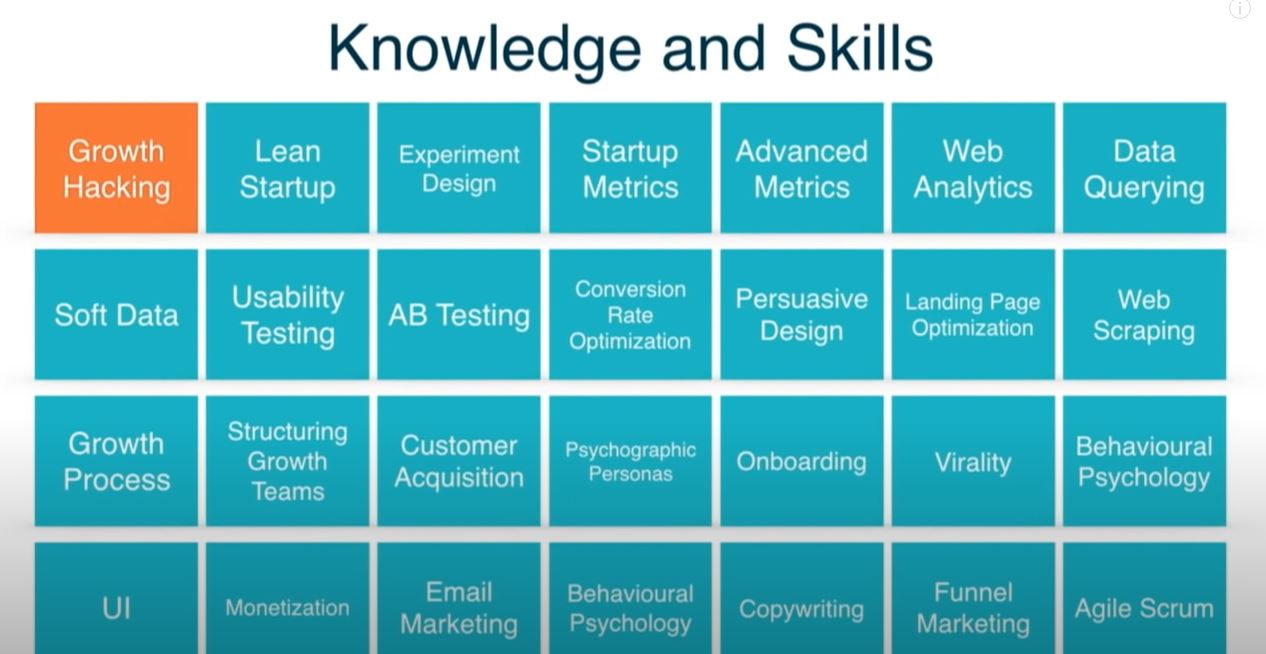 Knowledge and Skills
Growth
Hacking
Lean
Startup
Experiment
Design
Startup
Metrics
Advanced
Metrics
Web
Analytics
Data
Querying
Soft Data
Usability
Testing
AB Testing
Conversion
Rate
Optimization
Persuasive
Design
Landing Page
Optimization
Web
Scraping
Growth
Process
Structuring
Growth
Teams
Customer
Acquisition
Psychographic
Personas
Onboarding
Virality
Behavioural
Psychology
UI
Monetization
Email
Marketing
Behavioural
Psychology
Copywriting
Funnel
Marketing
Agile Scrum